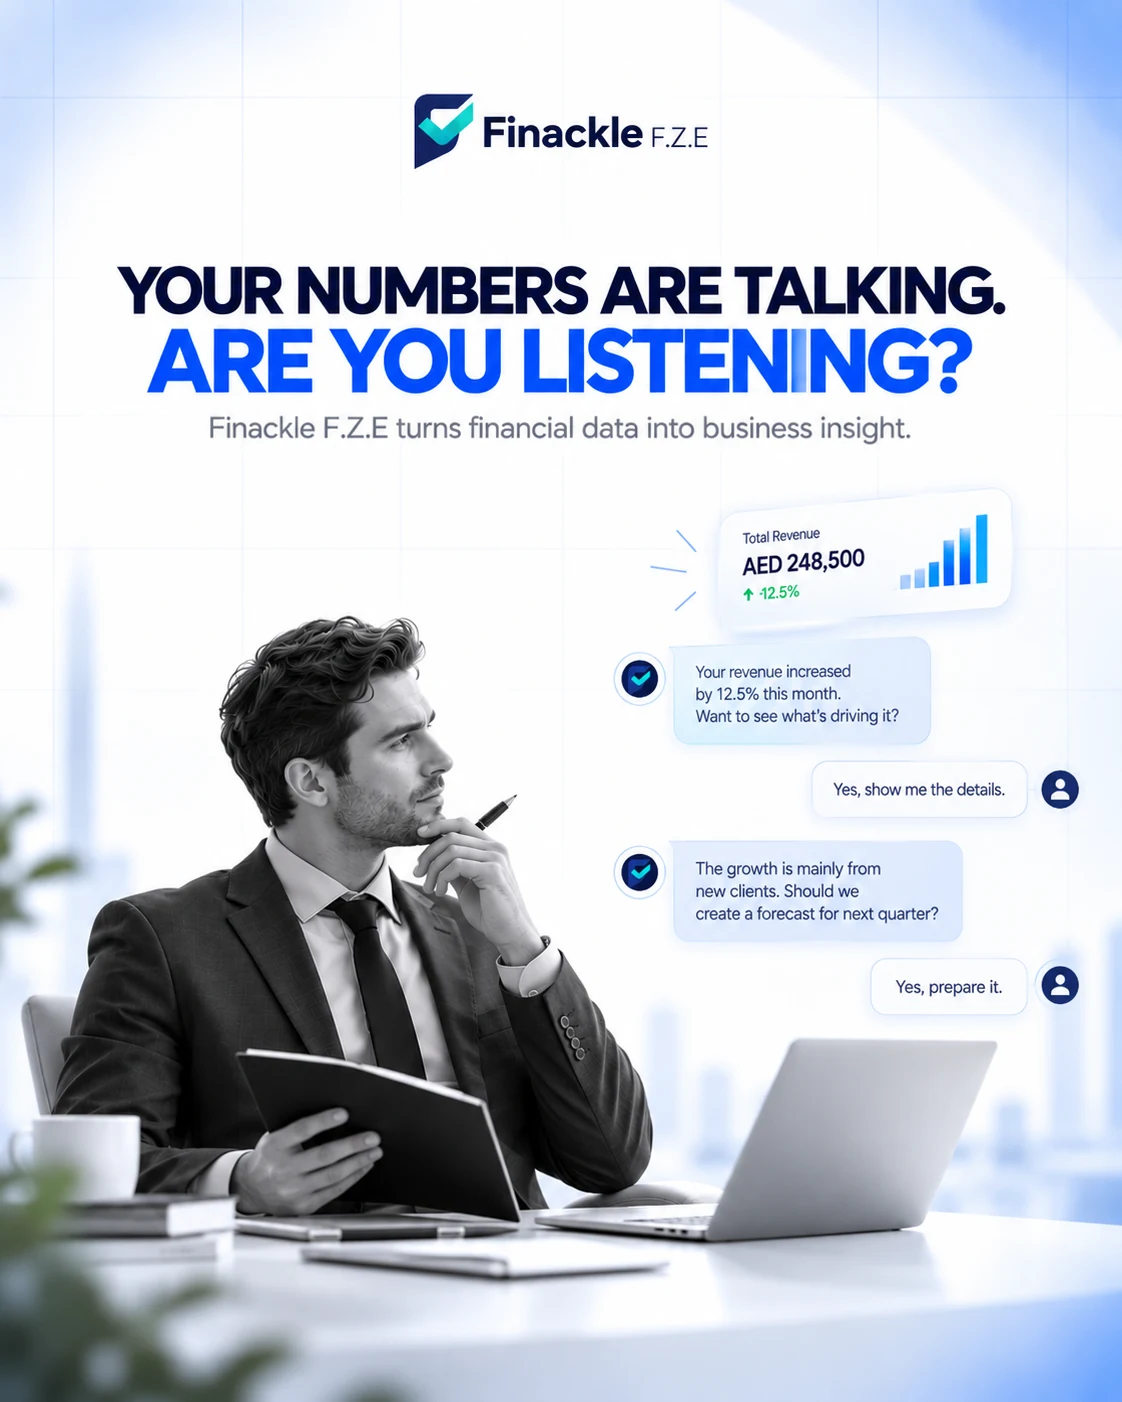 Finackle F.Z.E
YOUR NUMBERS ARE TALKING.
ARE YOU LISTENING?
Finackle F.Z.E turns financial data into business insight.
Total Revenue
AED 248,500
↑ -12.5%
Your revenue increased
by 12.5% this month.
Want to see what's driving it?
Yes, show me the details.
The growth is mainly from
new clients. Should we
create a forecast for next quarter?
Yes, prepare it.